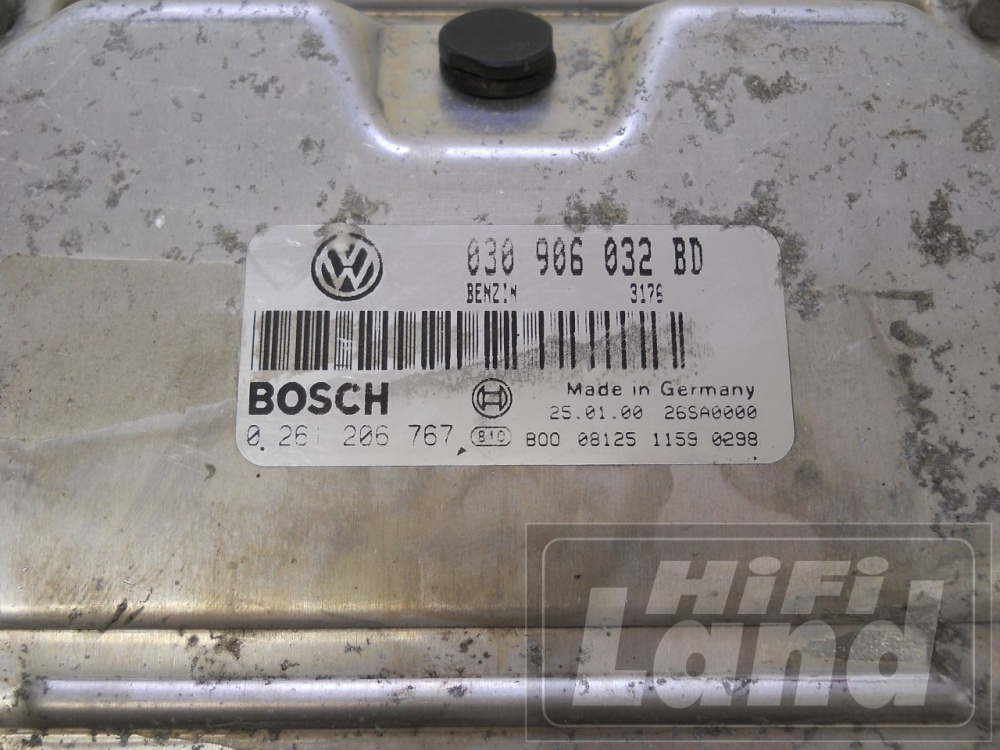 030 906 032 BD
BENZIN 3176
BOSCH
Made in Germany
25.01.00 26SA0000
0 261 206 767 B10 B00 08125 1159 0298
HiFi
Land